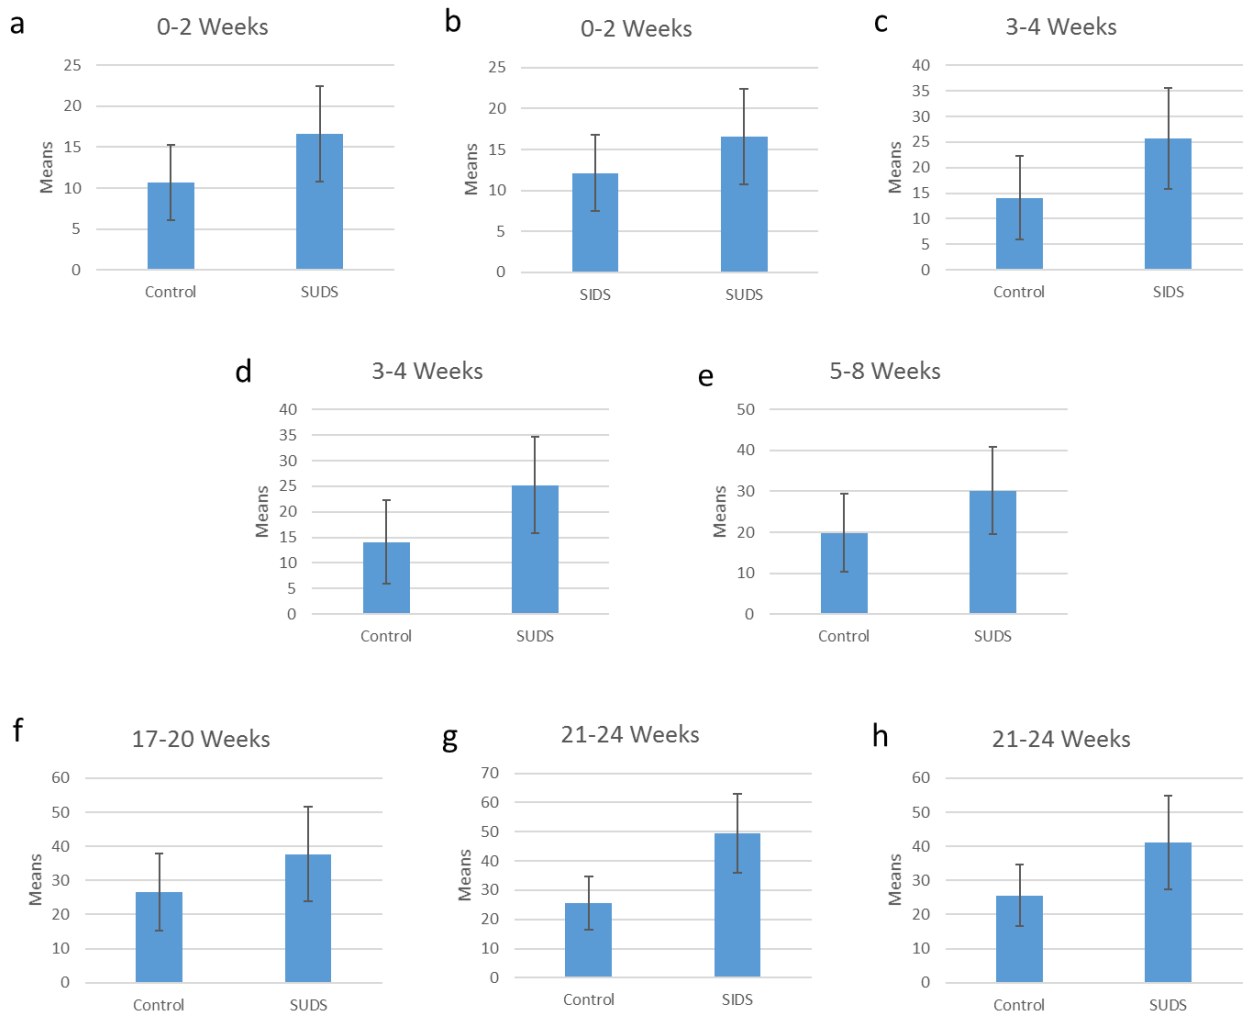 a
0-2 Weeks
25
20
15
10
5
0
Means
Control
SUDS
b
0-2 Weeks
25
20
15
10
5
0
Means
SIDS
SUDS
c
3-4 Weeks
40
35
30
25
20
15
10
5
0
Means
Control
SIDS
d
3-4 Weeks
40
35
30
25
20
15
10
5
0
Means
Control
SUDS
e
5-8 Weeks
50
40
30
20
10
0
Means
Control
SUDS
f
17-20 Weeks
60
50
40
30
20
10
0
Means
Control
SUDS
g
21-24 Weeks
70
60
50
40
30
20
10
0
Means
Control
SIDS
h
21-24 Weeks
60
50
40
30
20
10
0
Means
Control
SUDS